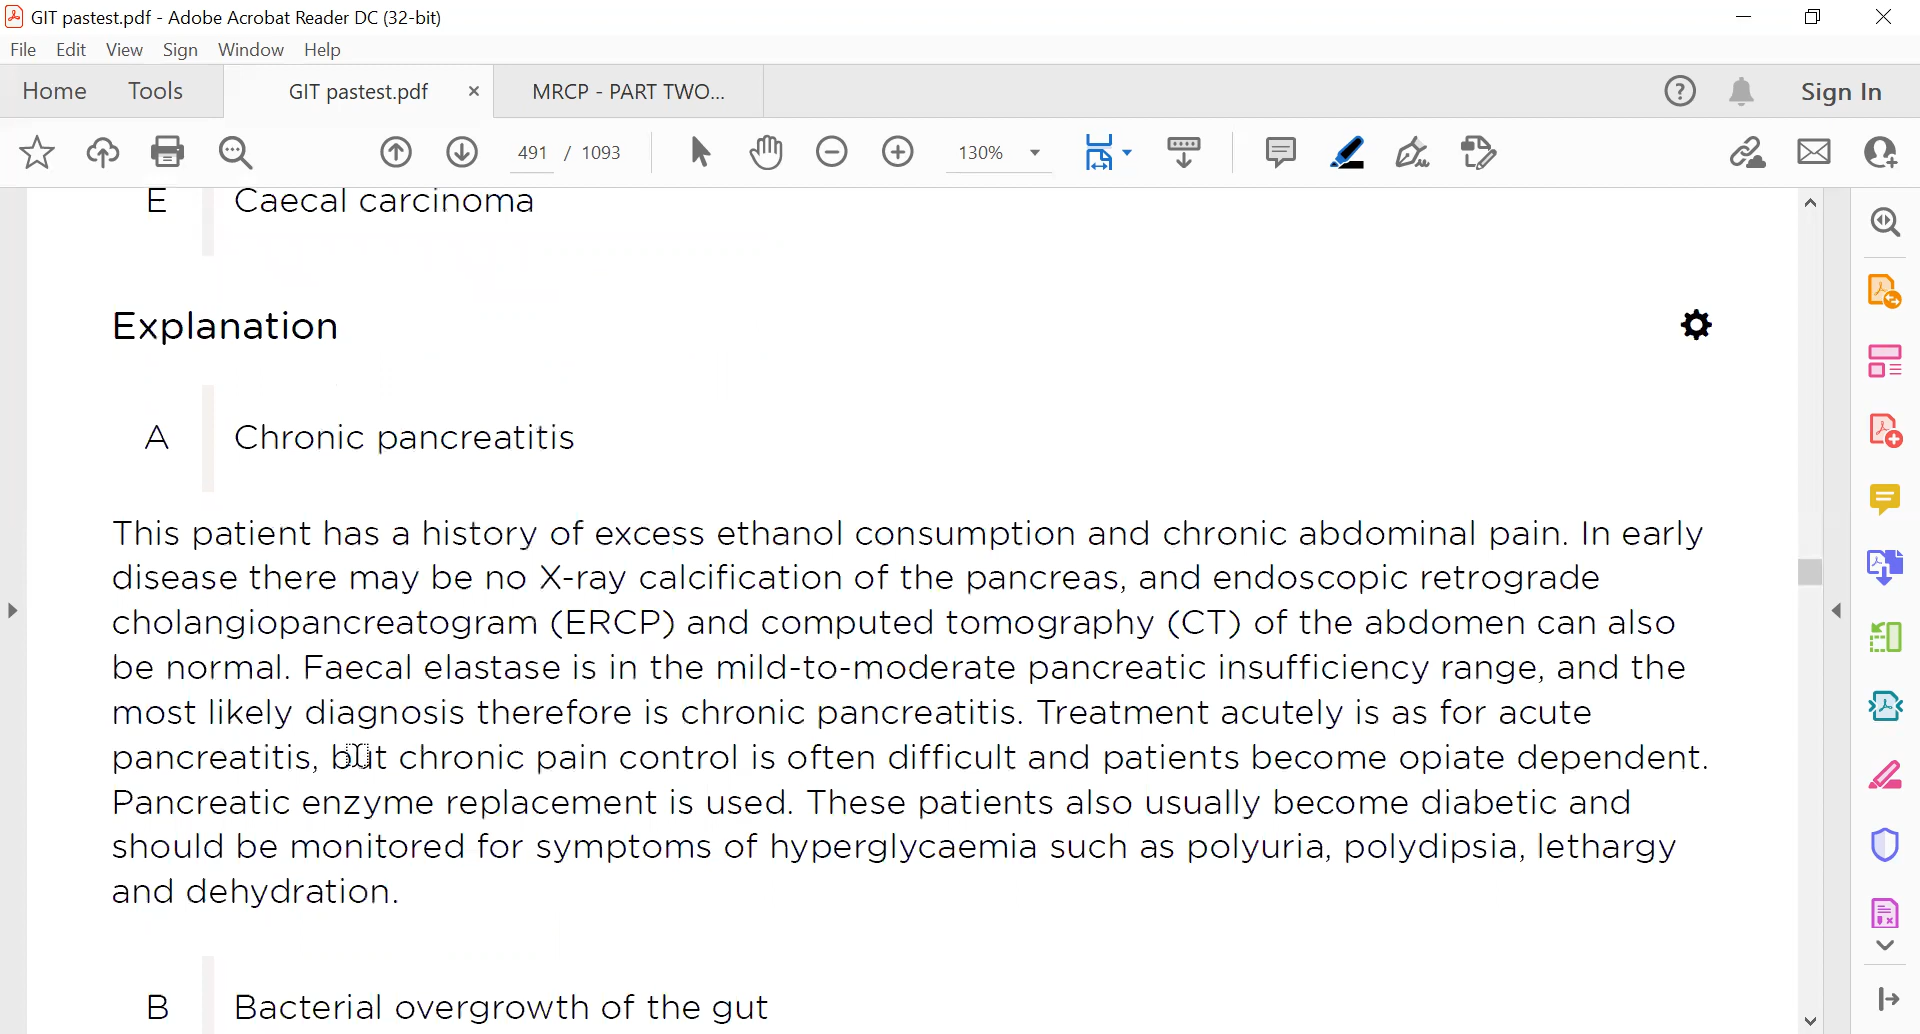 GIT pastest.pdf - Adobe Acrobat Reader DC (32-bit)
File Edit View Sign Window Help
Home Tools GIT pastest.pdf × MRCP - PART TWO... ? Sign In
491 / 1093 130%
E Caecal carcinoma
Explanation
A Chronic pancreatitis
This patient has a history of excess ethanol consumption and chronic abdominal pain. In early
disease there may be no X-ray calcification of the pancreas, and endoscopic retrograde
cholangiopancreatogram (ERCP) and computed tomography (CT) of the abdomen can also
be normal. Faecal elastase is in the mild-to-moderate pancreatic insufficiency range, and the
most likely diagnosis therefore is chronic pancreatitis. Treatment acutely is as for acute
pancreatitis, but chronic pain control is often difficult and patients become opiate dependent.
Pancreatic enzyme replacement is used. These patients also usually become diabetic and
should be monitored for symptoms of hyperglycaemia such as polyuria, polydipsia, lethargy
and dehydration.
B Bacterial overgrowth of the gut